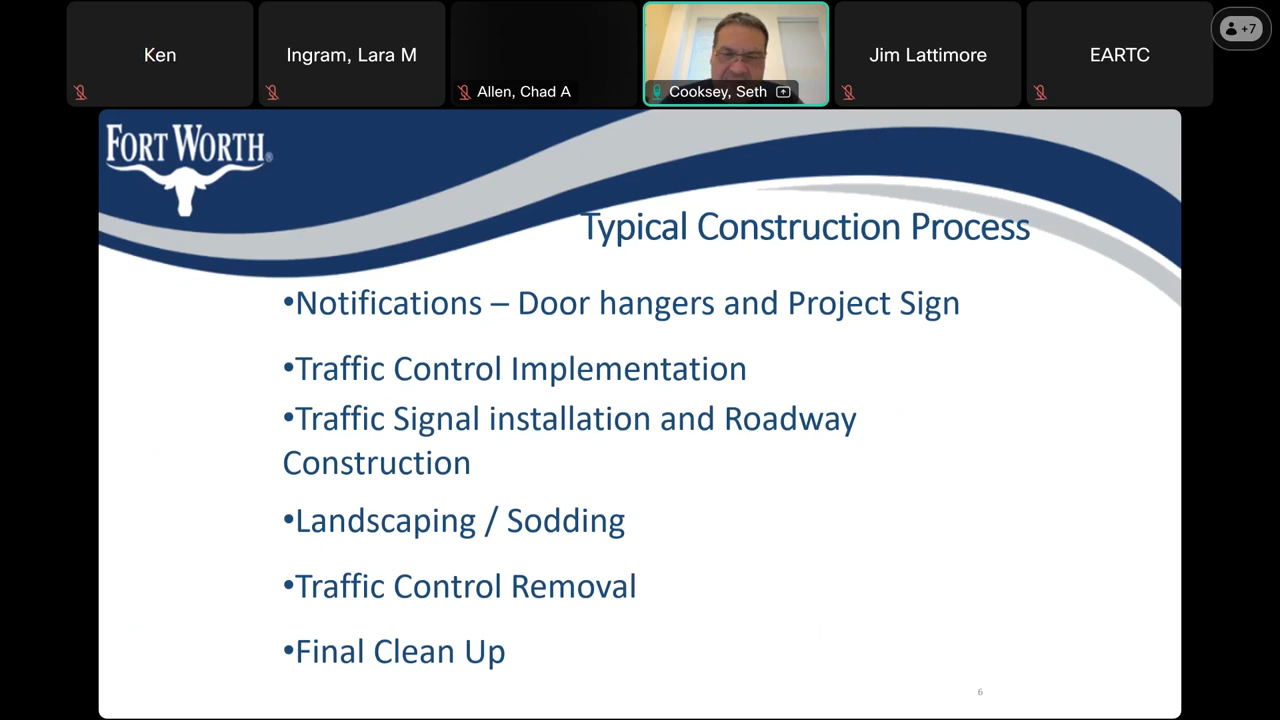 Ken
Ingram, Lara M
Allen, Chad A
Cooksey, Seth
Jim Lattimore
EARTC
+7
FORT WORTH®
Typical Construction Process
•Notifications – Door hangers and Project Sign
•Traffic Control Implementation
•Traffic Signal installation and Roadway
Construction
•Landscaping / Sodding
•Traffic Control Removal
•Final Clean Up
6